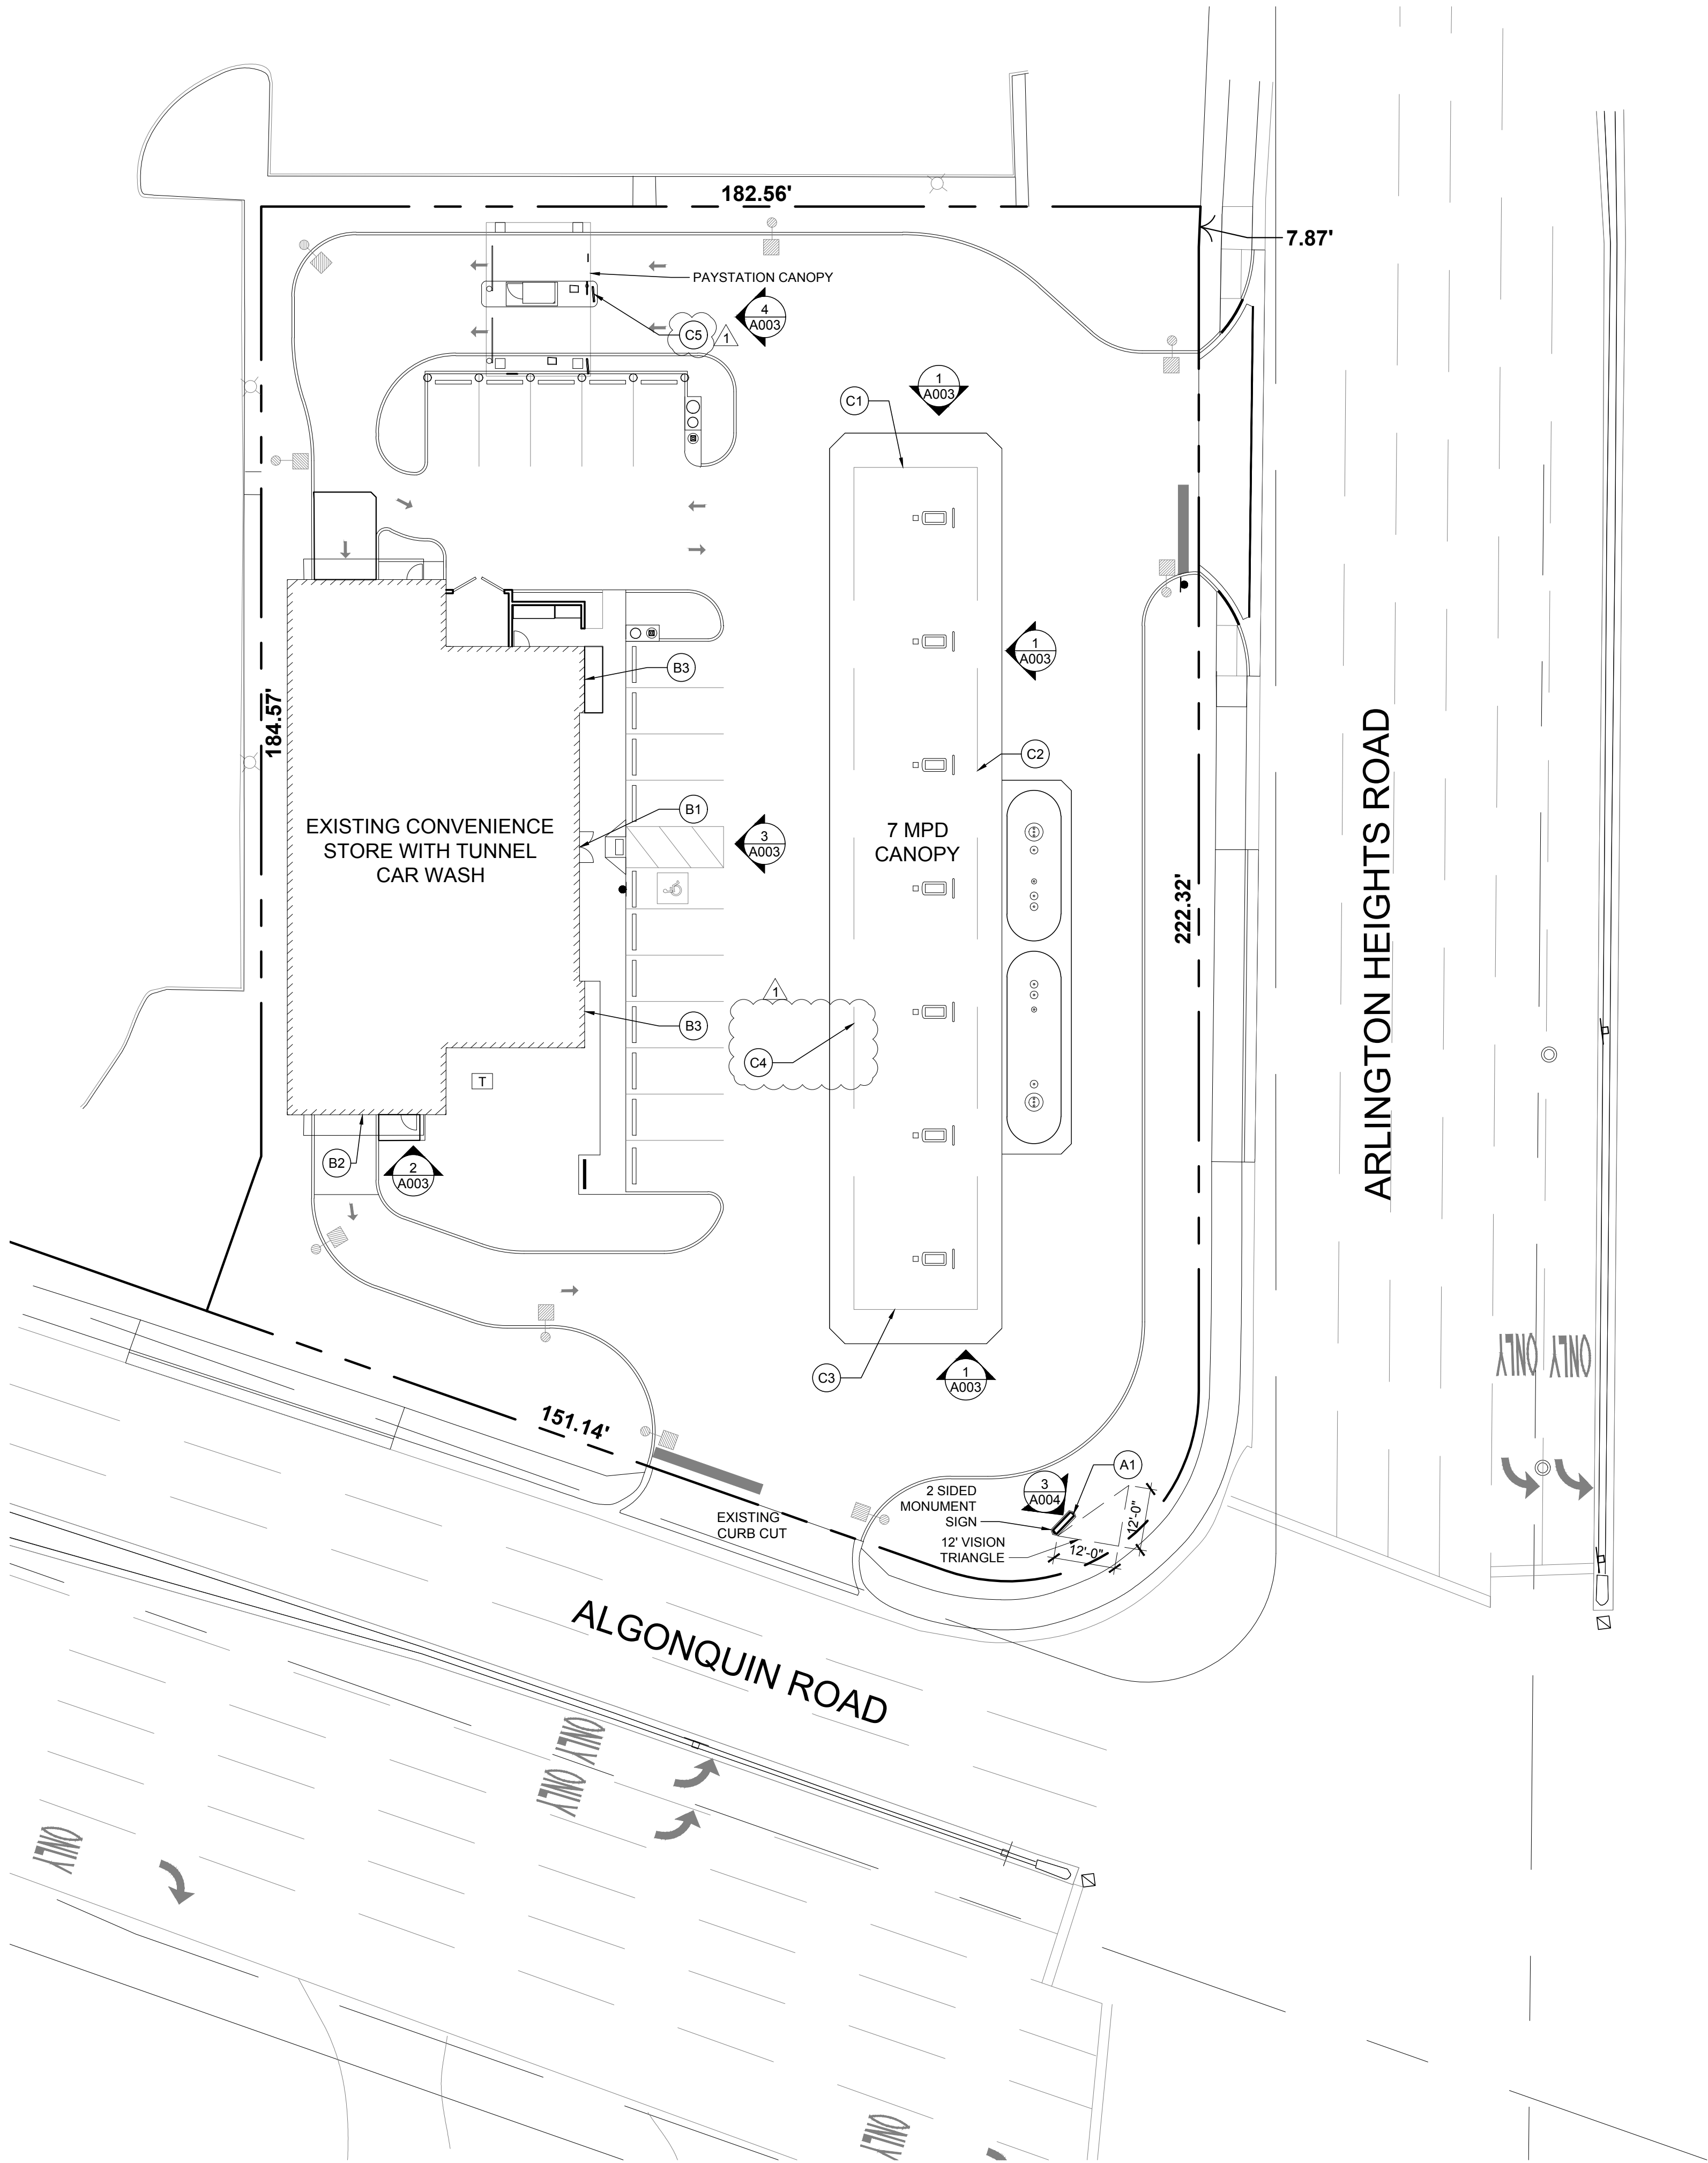 182.56'
7.87'
PAYSTATION CANOPY
4
A003
C5
1
1
A003
C1
B3
1
A003
184.57'
C2
B1
EXISTING CONVENIENCE
STORE WITH TUNNEL
CAR WASH
3
A003
7 MPD
CANOPY
222.32'
ARLINGTON HEIGHTS ROAD
1
B3
C4
T
B2
2
A003
C3
1
A003
ONLY
ONLY
151.14'
A1
3
A004
2 SIDED
MONUMENT
SIGN
12'-0"
EXISTING
CURB CUT
12' VISION
TRIANGLE
12'-0"
ALGONQUIN ROAD
ONLY
ONLY
ONLY
ONLY